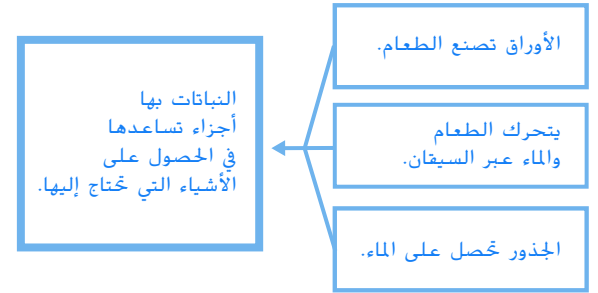 الأوراق تصنع الطعام.
يتحرك الطعام
والماء عبر السيقان.
الجذور تحصل على الماء.
النباتات بها
أجزاء تساعدها
في الحصول على
الأشياء التي تحتاج إليها.